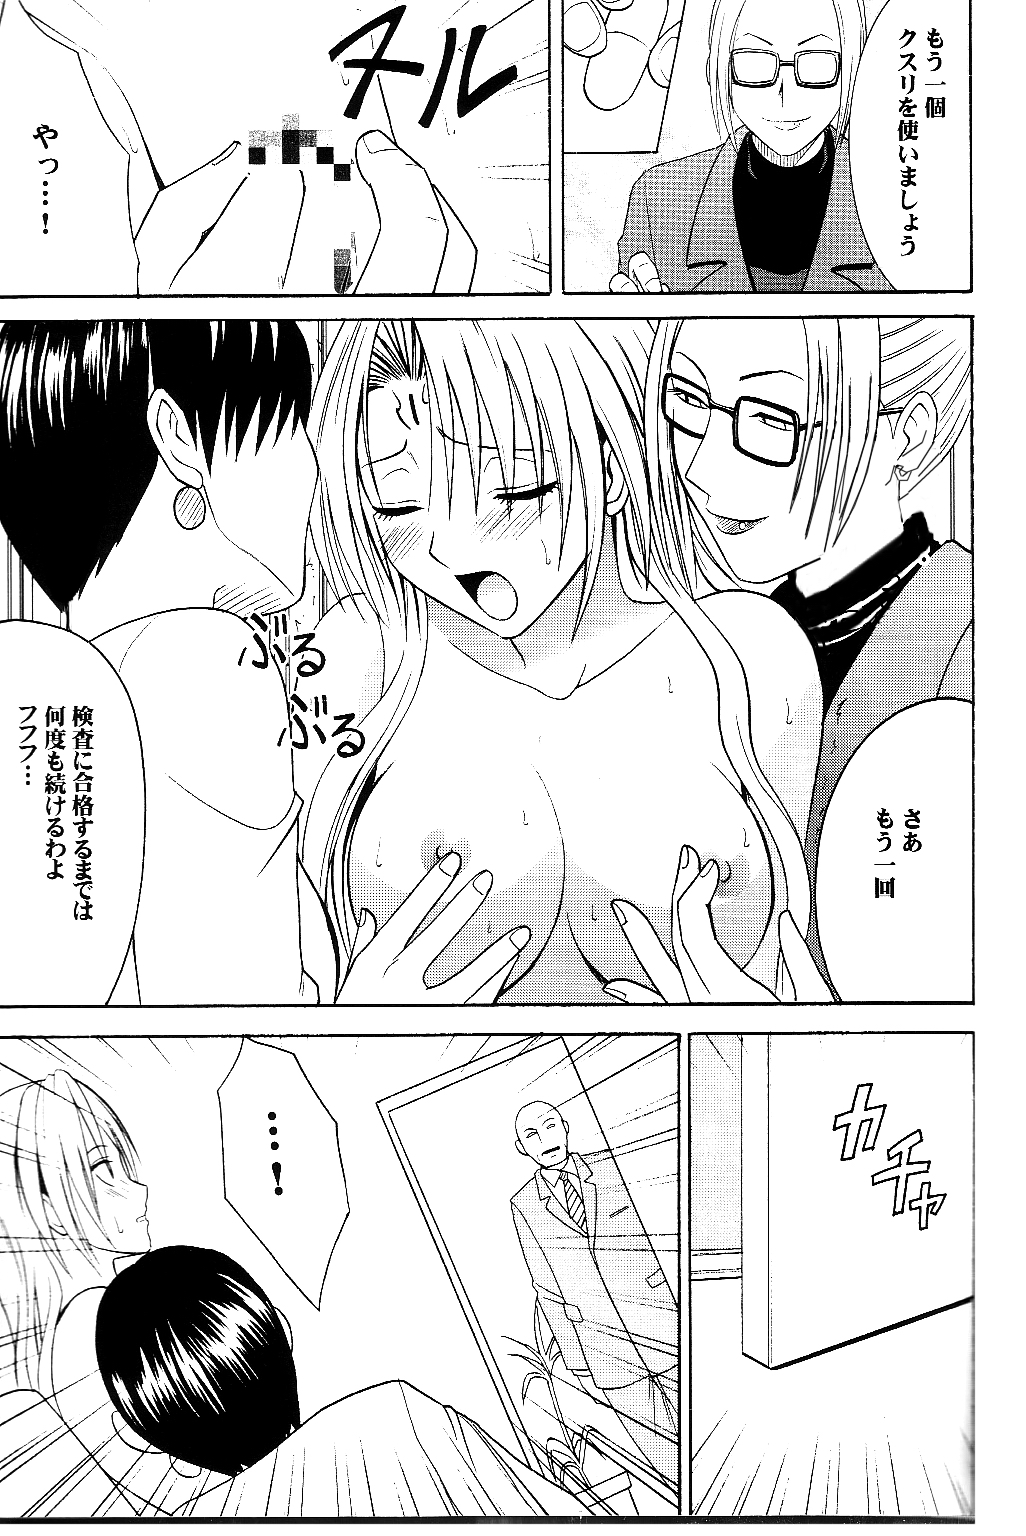 もう一個
クスリを使いましょう
ヌル
やっ…！
さあ
もう一回
ぶる
ぶる
検査に合格するまでは
何度も続けるわよ
フフフ…
ガチャ
…！